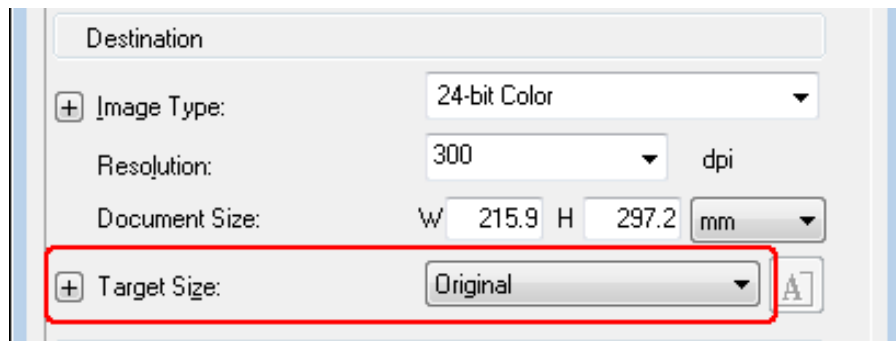 Destination
Image Type: 24-bit Color
Resolution: 300 dpi
Document Size: W 215.9 H 297.2 mm
Target Size: Original A